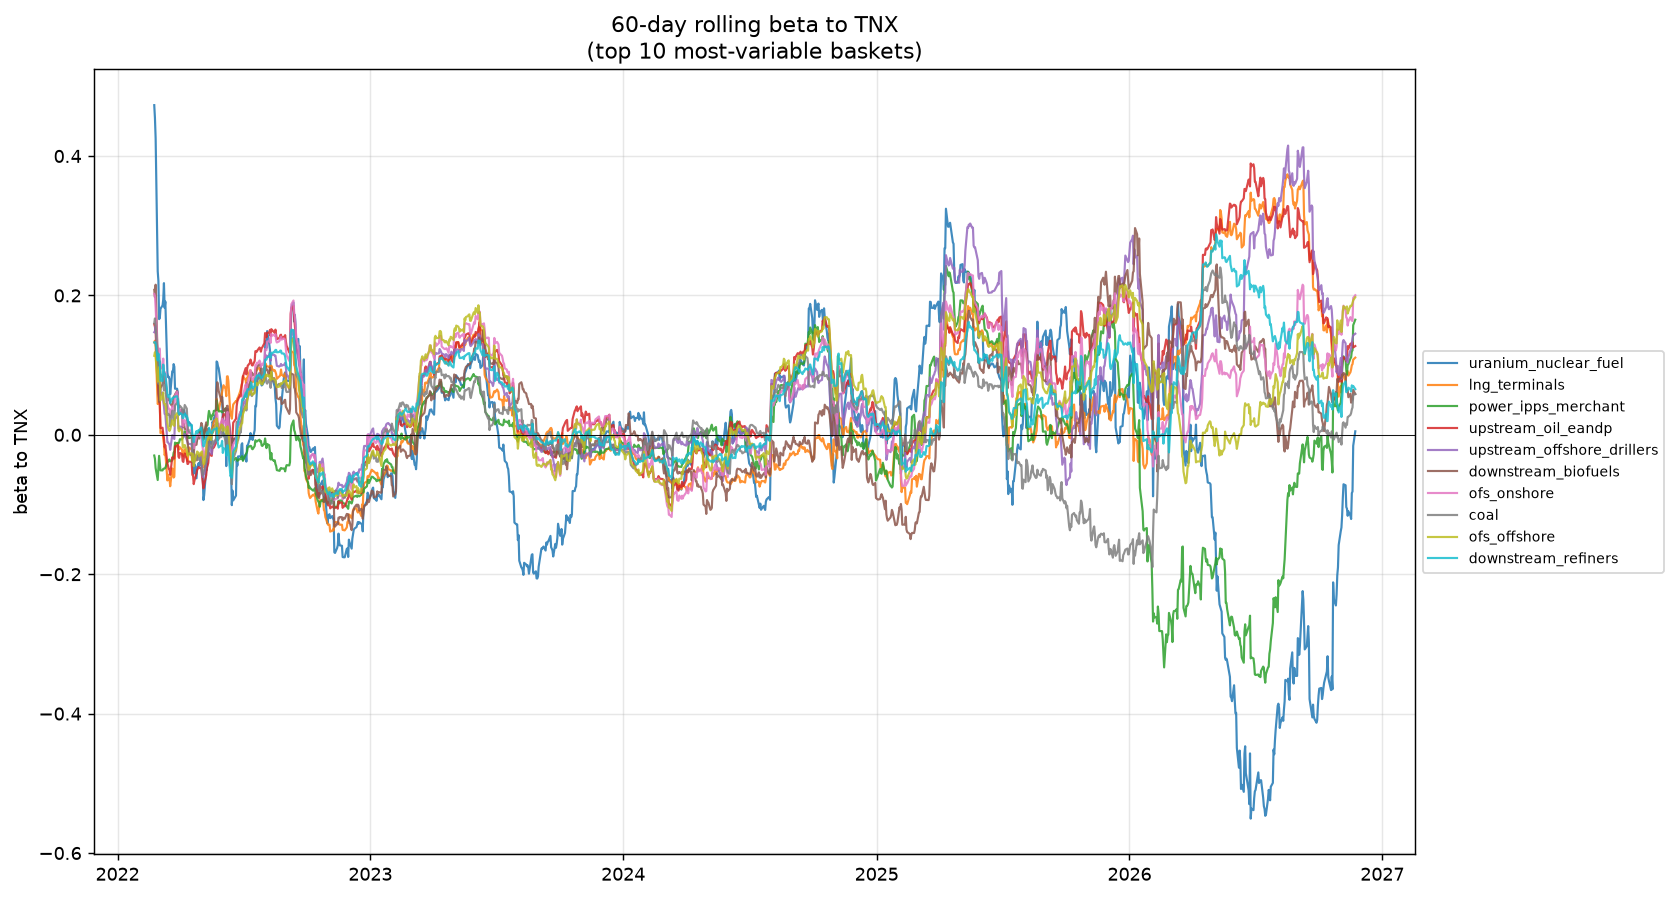 60-day rolling beta to TNX
(top 10 most-variable baskets)
beta to TNX
0.4
0.2
0.0
−0.2
−0.4
−0.6
2022
2023
2024
2025
2026
2027
uranium_nuclear_fuel
lng_terminals
power_ipps_merchant
upstream_oil_eandp
upstream_offshore_drillers
downstream_biofuels
ofs_onshore
coal
ofs_offshore
downstream_refiners